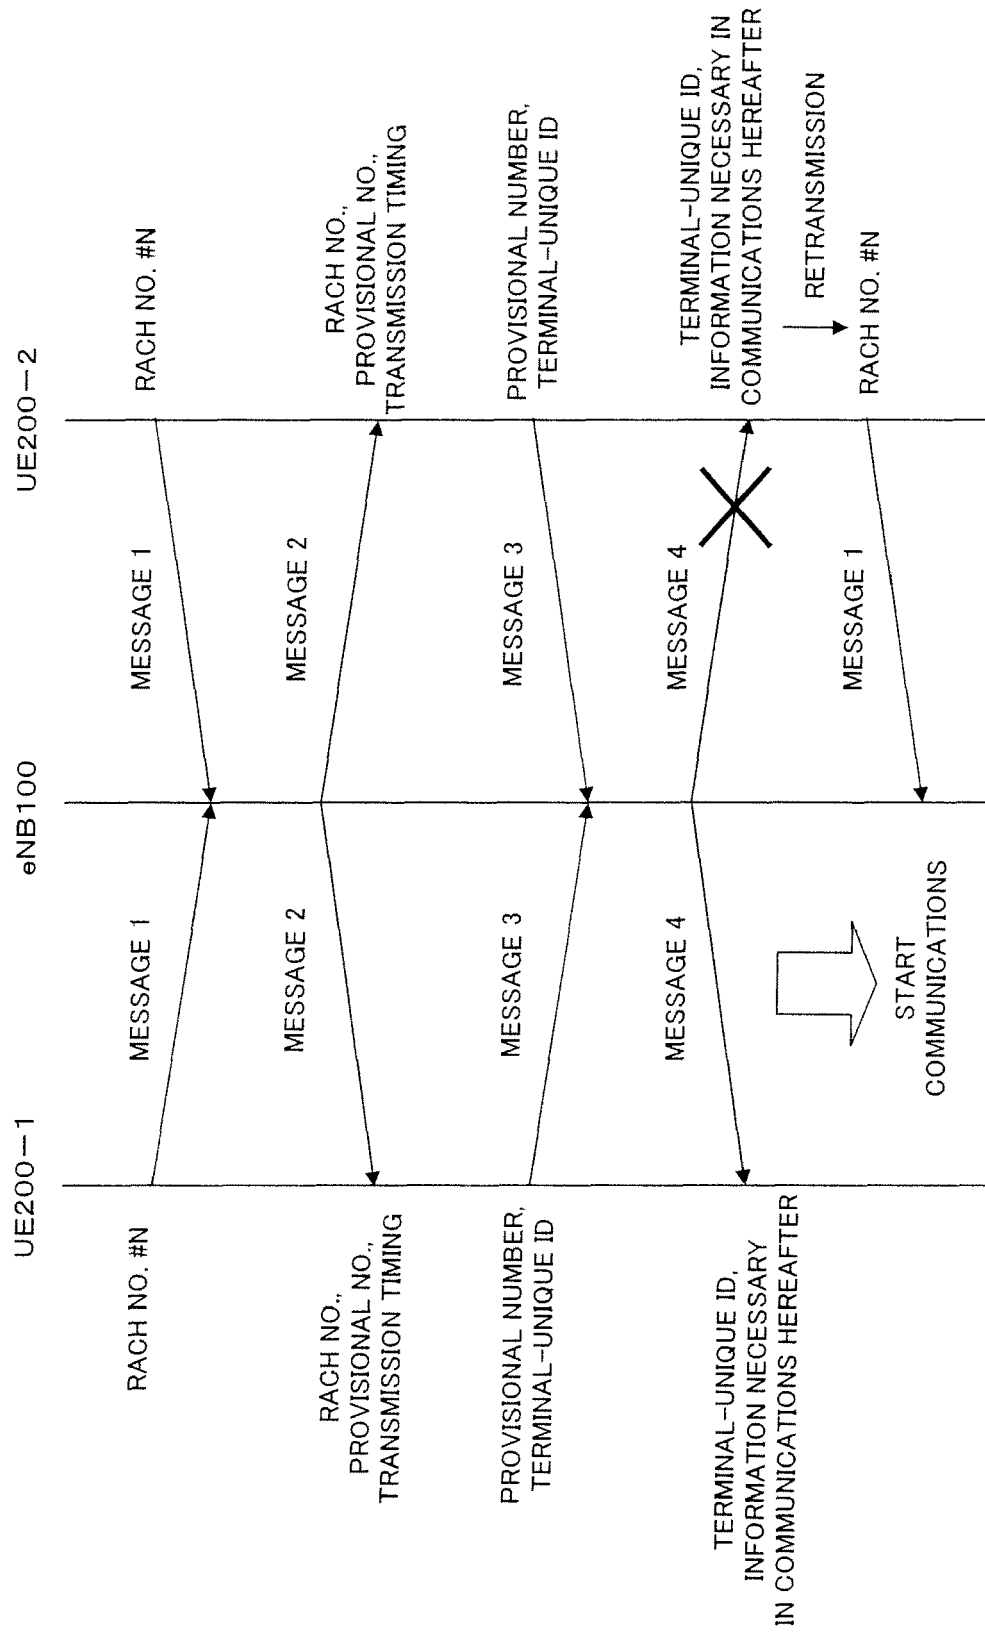 UE200-1
eNB100
UE200-2
RACH NO. #N
MESSAGE 1
MESSAGE 1
RACH NO. #N
RACH NO.,
PROVISIONAL NO.,
TRANSMISSION TIMING
MESSAGE 2
MESSAGE 2
RACH NO.,
PROVISIONAL NO.,
TRANSMISSION TIMING
PROVISIONAL NUMBER,
TERMINAL-UNIQUE ID
MESSAGE 3
MESSAGE 3
PROVISIONAL NUMBER,
TERMINAL-UNIQUE ID
TERMINAL-UNIQUE ID,
INFORMATION NECESSARY
IN COMMUNICATIONS HEREAFTER
MESSAGE 4
MESSAGE 4
TERMINAL-UNIQUE ID,
INFORMATION NECESSARY IN
COMMUNICATIONS HEREAFTER
RETRANSMISSION
START
COMMUNICATIONS
MESSAGE 1
RACH NO. #N